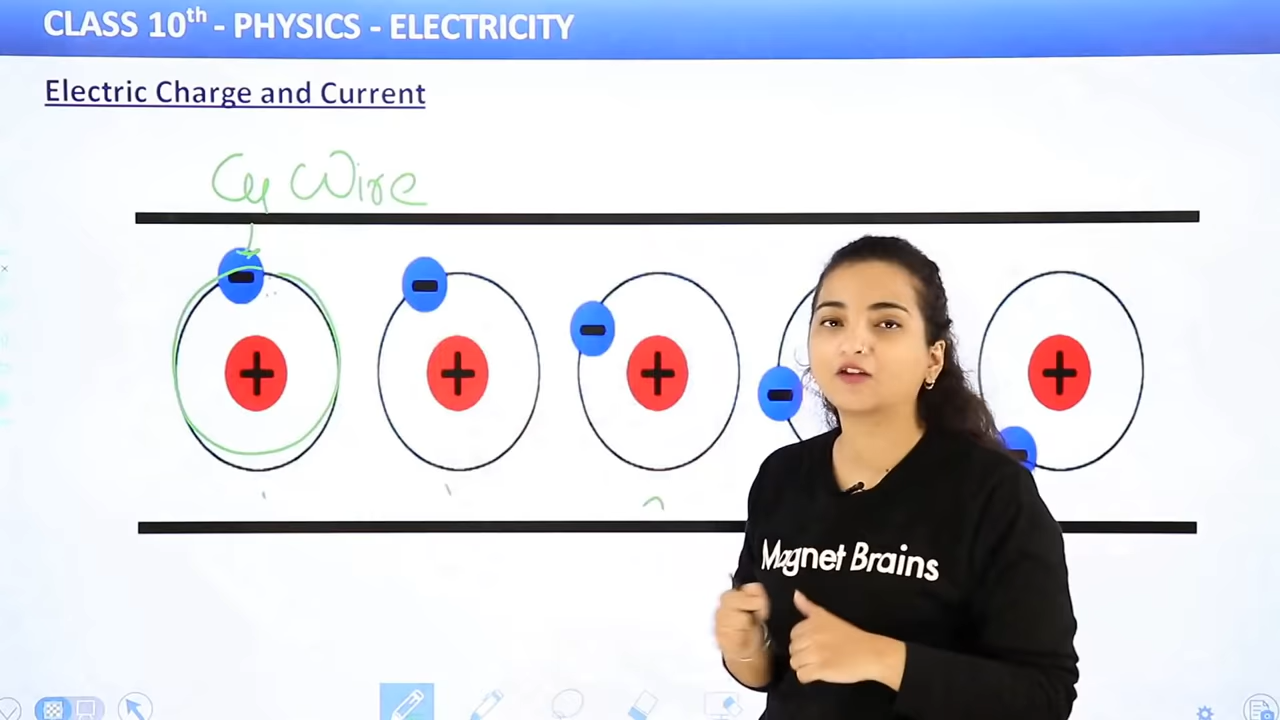 CLASS 10th - PHYSICS - ELECTRICITY
Electric Charge and Current
Cu Wire
- - -
+ + + - +
-
Magnet Brains